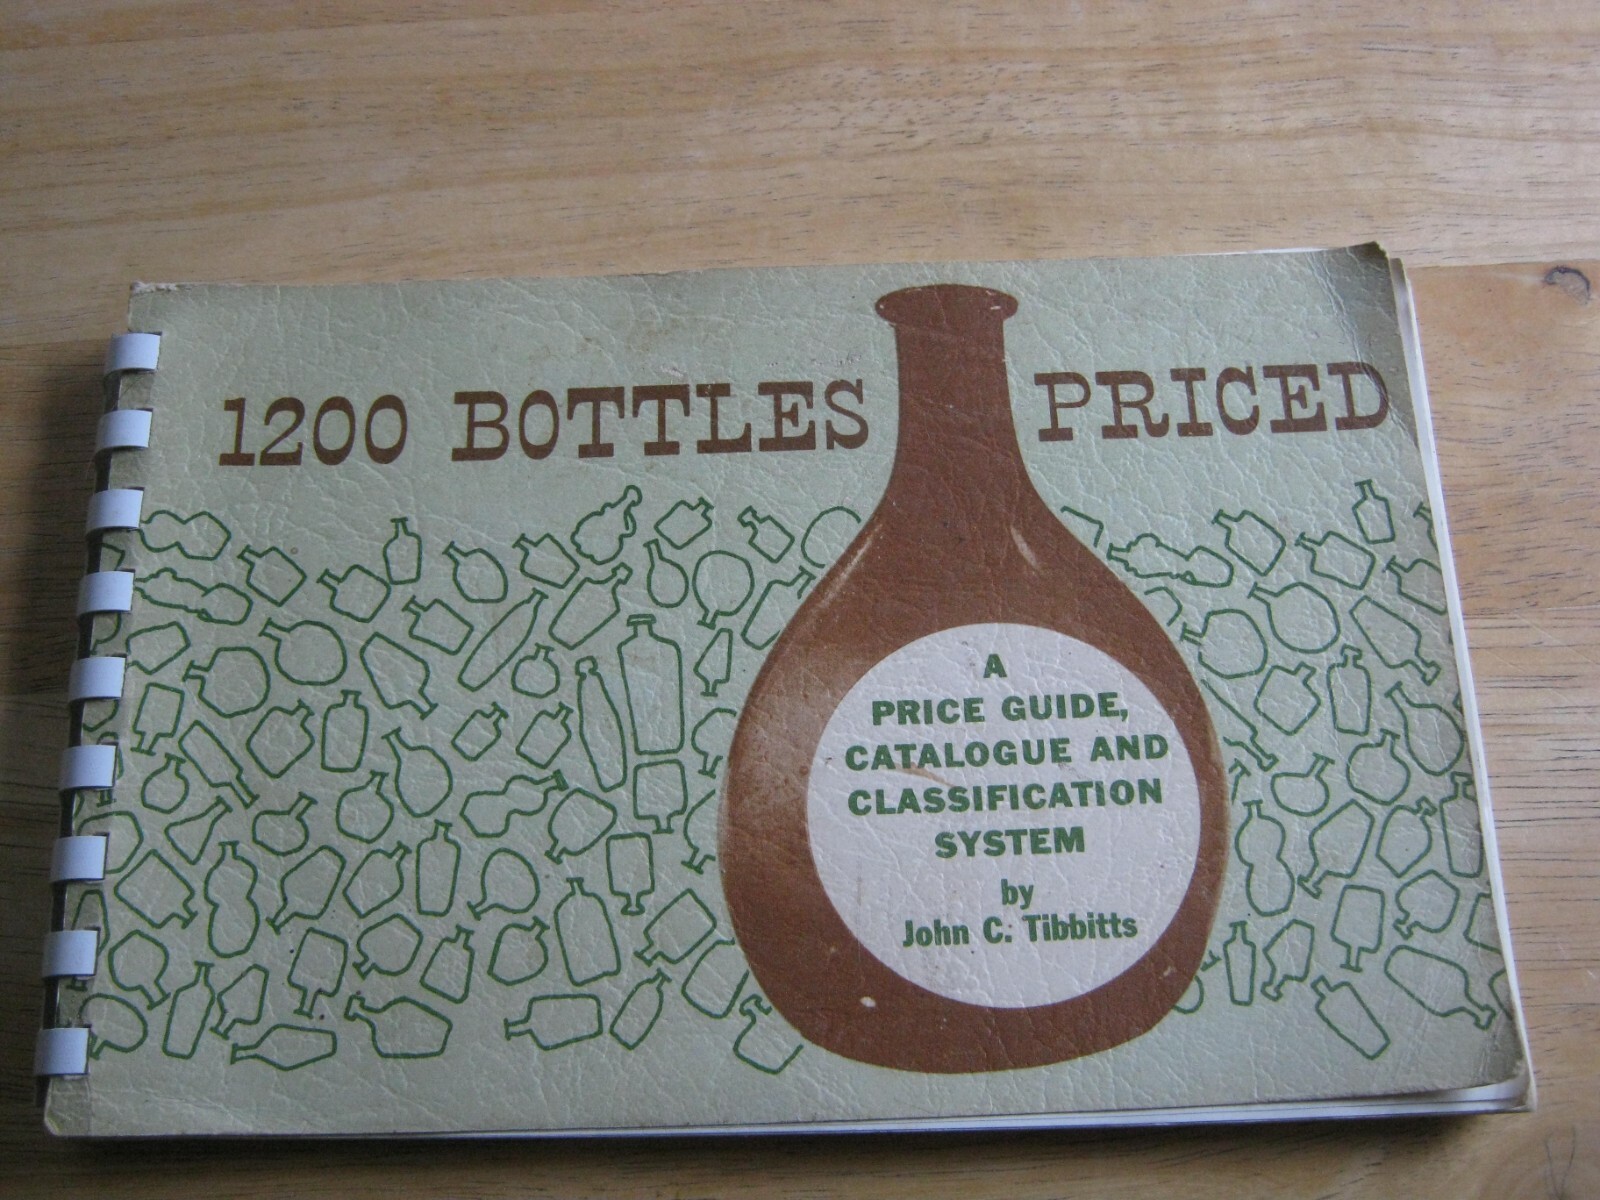 1200 BOTTLES PRICED
A
PRICE GUIDE,
CATALOGUE AND
CLASSIFICATION
SYSTEM
by
John C. Tibbitts